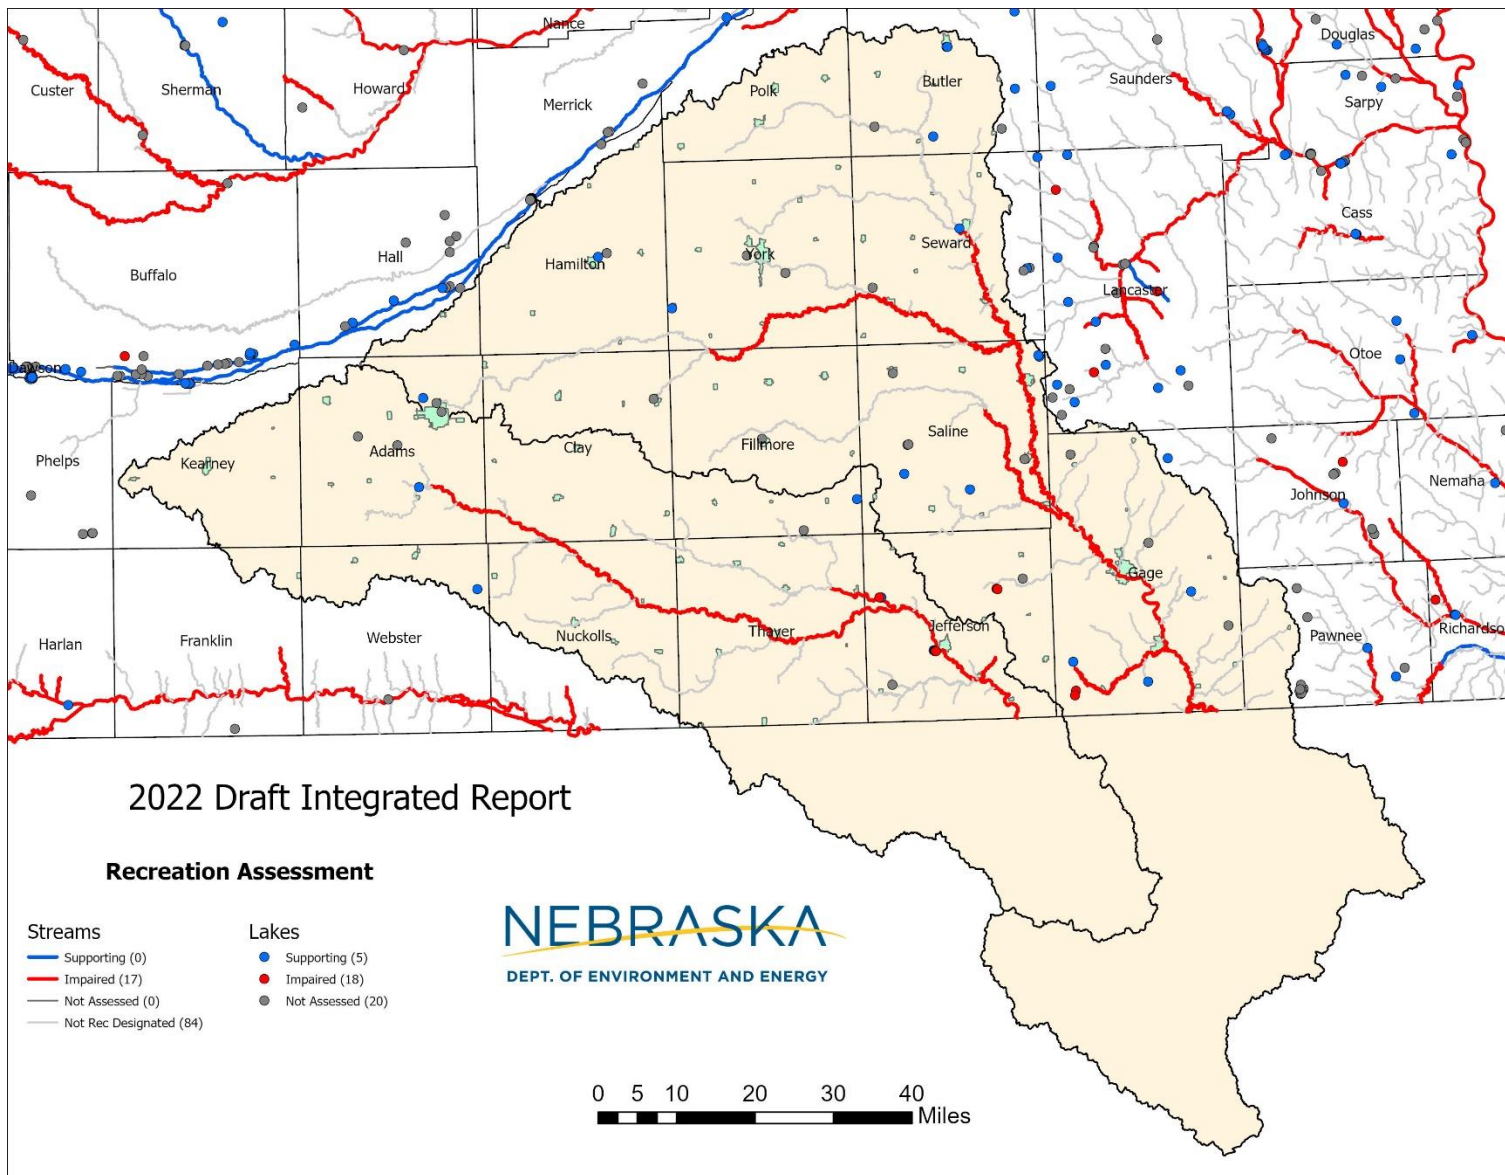 Nance
Douglas
Custer
Sherman
Howard
Merrick
Polk
Butler
Saunders
Sarpy
Cass
Buffalo
Hall
Hamilton
York
Seward
Lancaster
Dawson
Otoe
Phelps
Kearney
Adams
Clay
Fillmore
Saline
Johnson
Nemaha
Gage
Harlan
Franklin
Webster
Nuckolls
Thayer
Jefferson
Pawnee
Richardso
2022 Draft Integrated Report
Recreation Assessment
Streams
Supporting (0)
Impaired (17)
Not Assessed (0)
Not Rec Designated (84)
Lakes
Supporting (5)
Impaired (18)
Not Assessed (20)
NEBRASKA
DEPT. OF ENVIRONMENT AND ENERGY
0 5 10 20 30 40
Miles